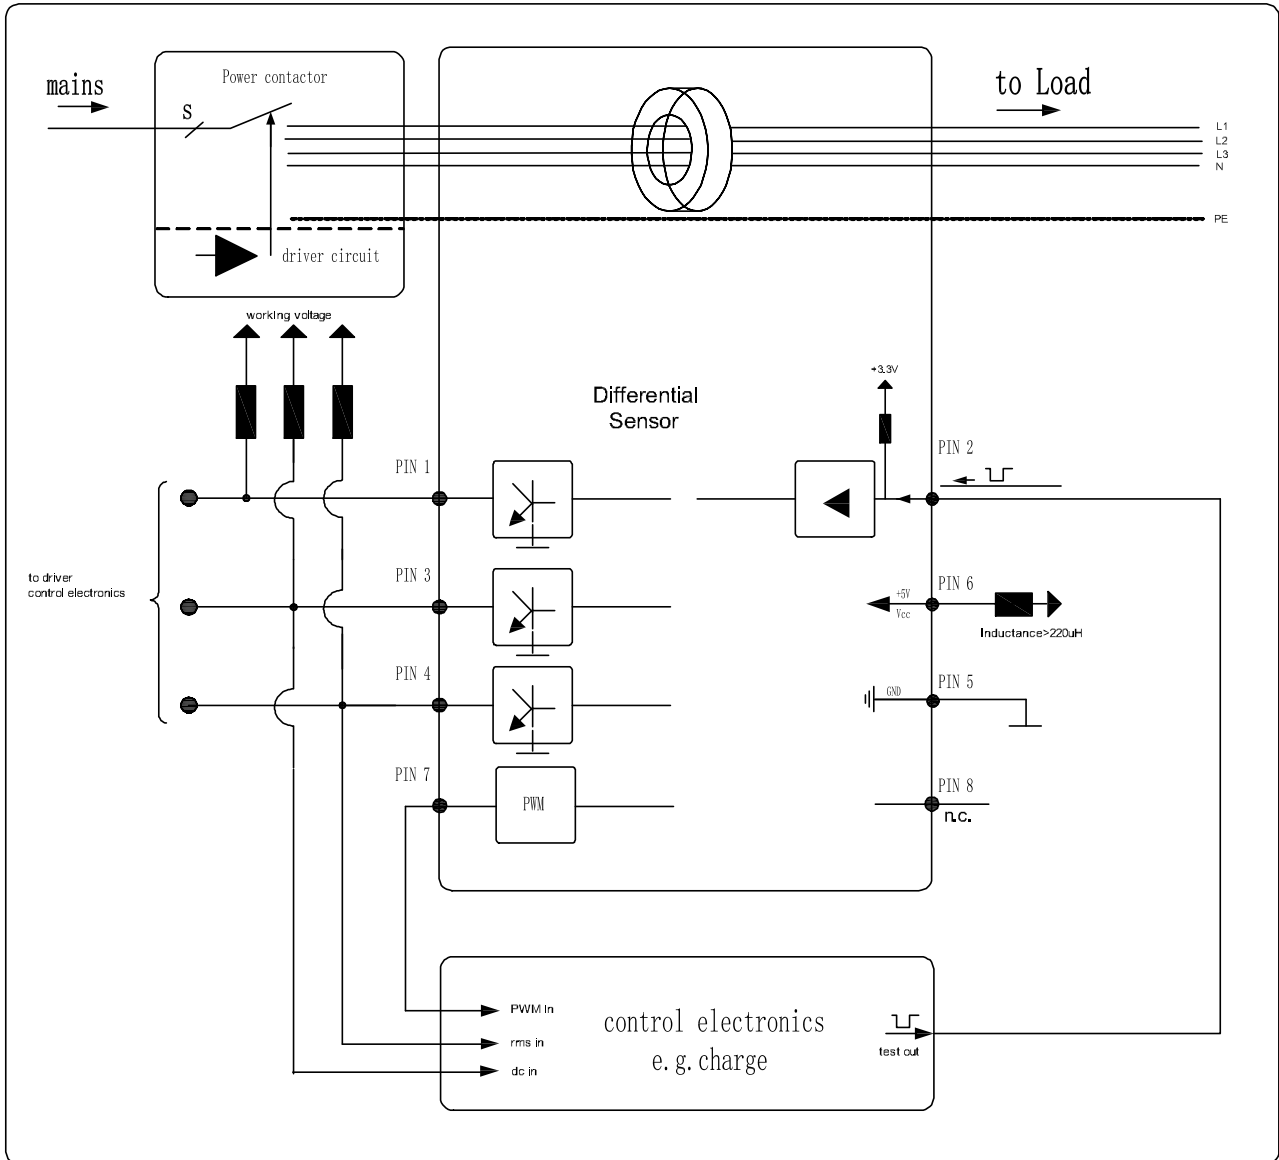 mains
Power contactor
to Load
S
L1
L2
L3
N
PE
driver circuit
working voltage
+3.3V
Differential
Sensor
PIN 1
PIN 2
PIN 3
PIN 6
+5V
Vcc
to driver
control electronics
Inductance>220uH
PIN 4
PIN 5
GND
PIN 7
PIN 8
PWM
n.c.
PWM in
control electronics
e.g.charge
rms in
test out
dc in